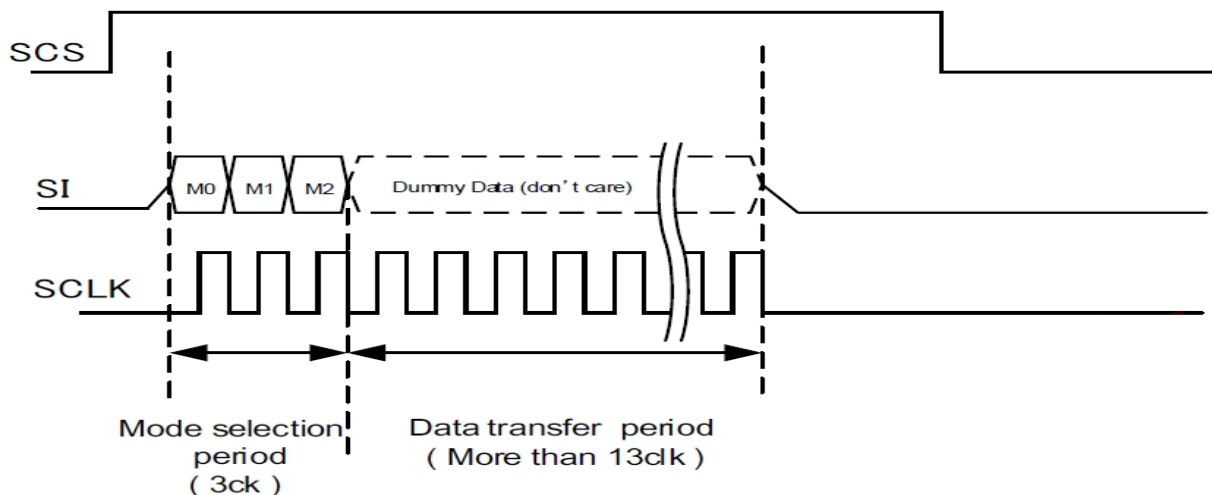 SCS
SI
M0 M1 M2 Dummy Data (don't care)
SCLK
Mode selection
period
( 3ck )
Data transfer period
( More than 13clk )